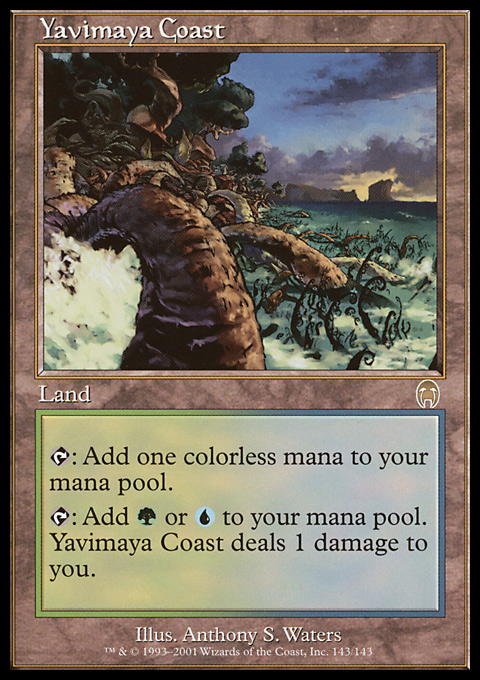 Yavimaya Coast
Land
: Add one colorless mana to your
mana pool.
: Add or to your mana pool.
Yavimaya Coast deals 1 damage to
you.
Illus. Anthony S. Waters
™ & © 1993–2001 Wizards of the Coast, Inc. 143/143